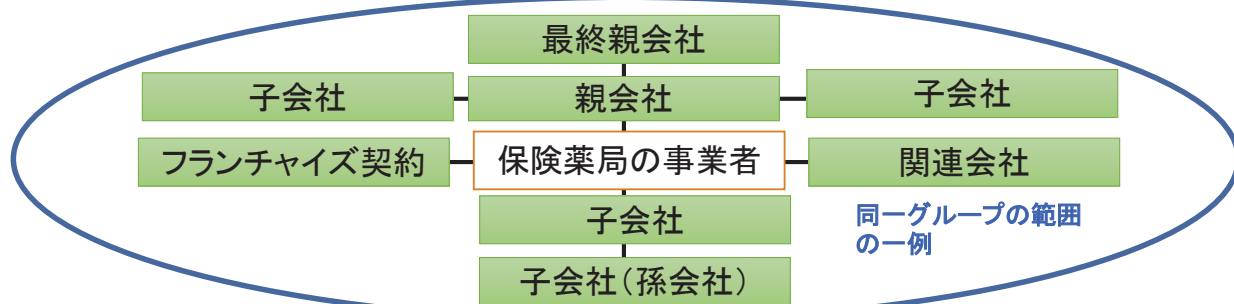 最終親会社
子会社
親会社
子会社
フランチャイズ契約
保険薬局の事業者
関連会社
子会社
同一グループの範囲
の一例
子会社(孫会社)